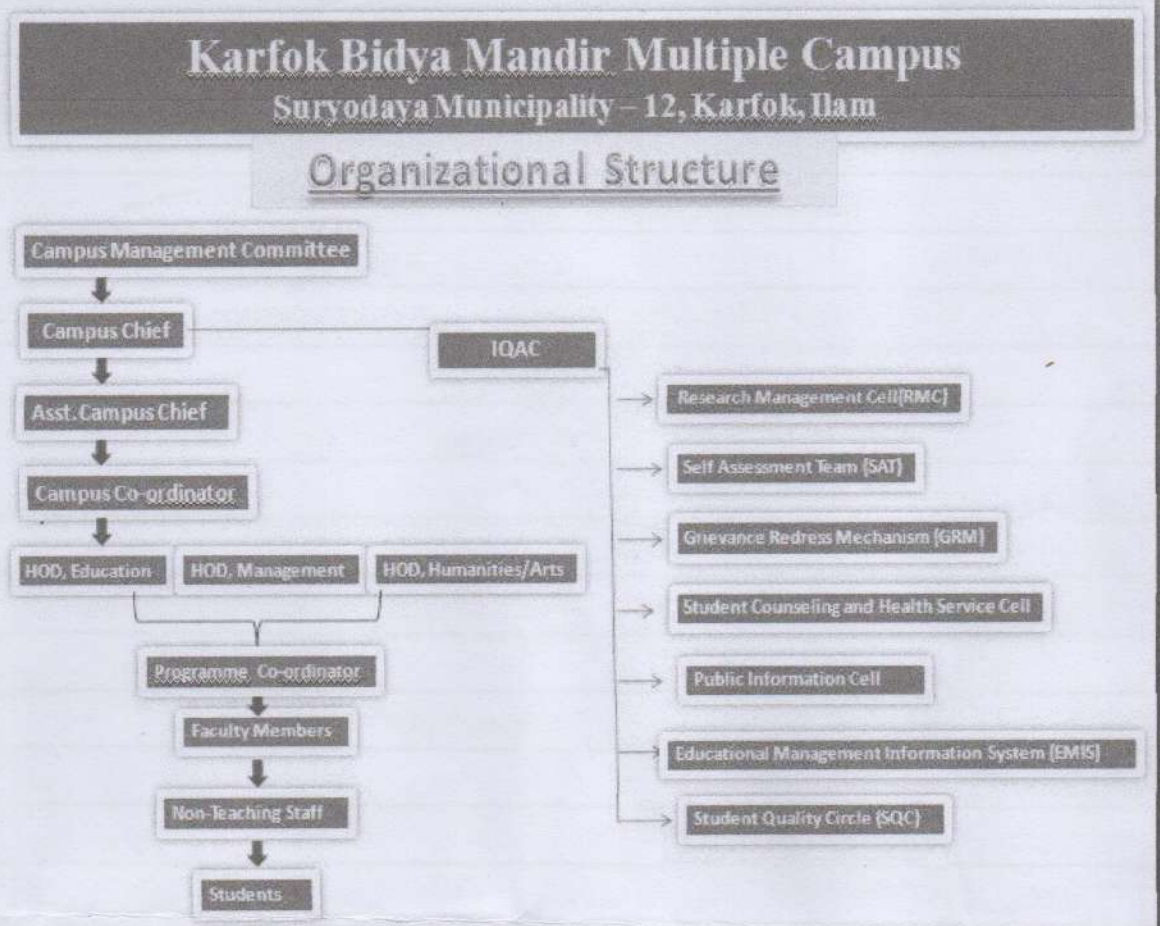 Karfok Bidya Mandir Multiple Campus
Suryodaya Municipality – 12, Karfok, Ilam
Organizational Structure
Campus Management Committee
Campus Chief
IQAC
Asst. Campus Chief
Campus Co-ordinator
HOD, Education
HOD, Management
HOD, Humanities/Arts
Programme Co-ordinator
Faculty Members
Non-Teaching Staff
Students
Research Management Cell(RMC)
Self Assessment Team (SAT)
Grievance Redress Mechanism (GRM)
Student Counseling and Health Service Cell
Public Information Cell
Educational Management Information System (EMIS)
Student Quality Circle (SQC)